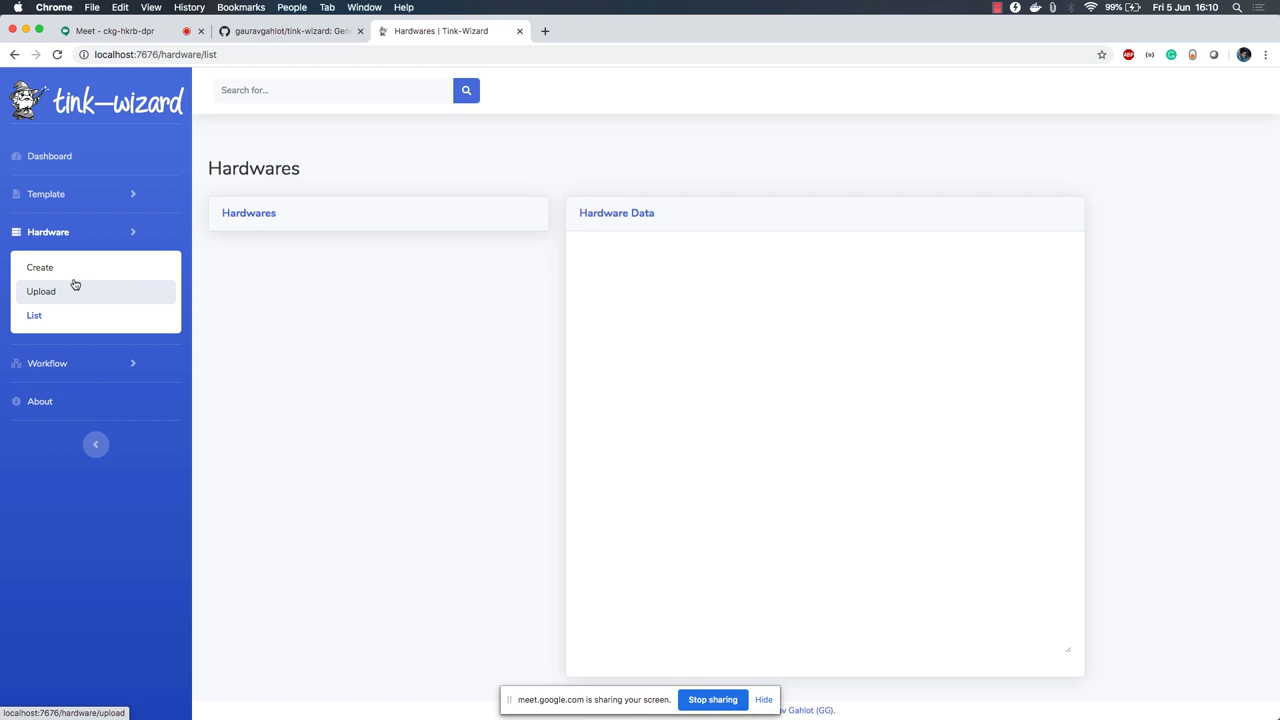 Chrome File Edit View History Bookmarks People Tab Window Help 99% Fri 5 Jun 16:10
Meet - ckg-hkrb-dpr
gauravgahlot/tink-wizard: Gen
Hardwares | Tink-Wizard
localhost:7676/hardware/list
ABP
tink-wizard
Search for...
Dashboard
Template
Hardware
Create
Upload
List
Workflow
About
Hardwares
Hardwares
Hardware Data
meet.google.com is sharing your screen. Stop sharing Hide
Gahlot (GG).
localhost:7676/hardware/upload